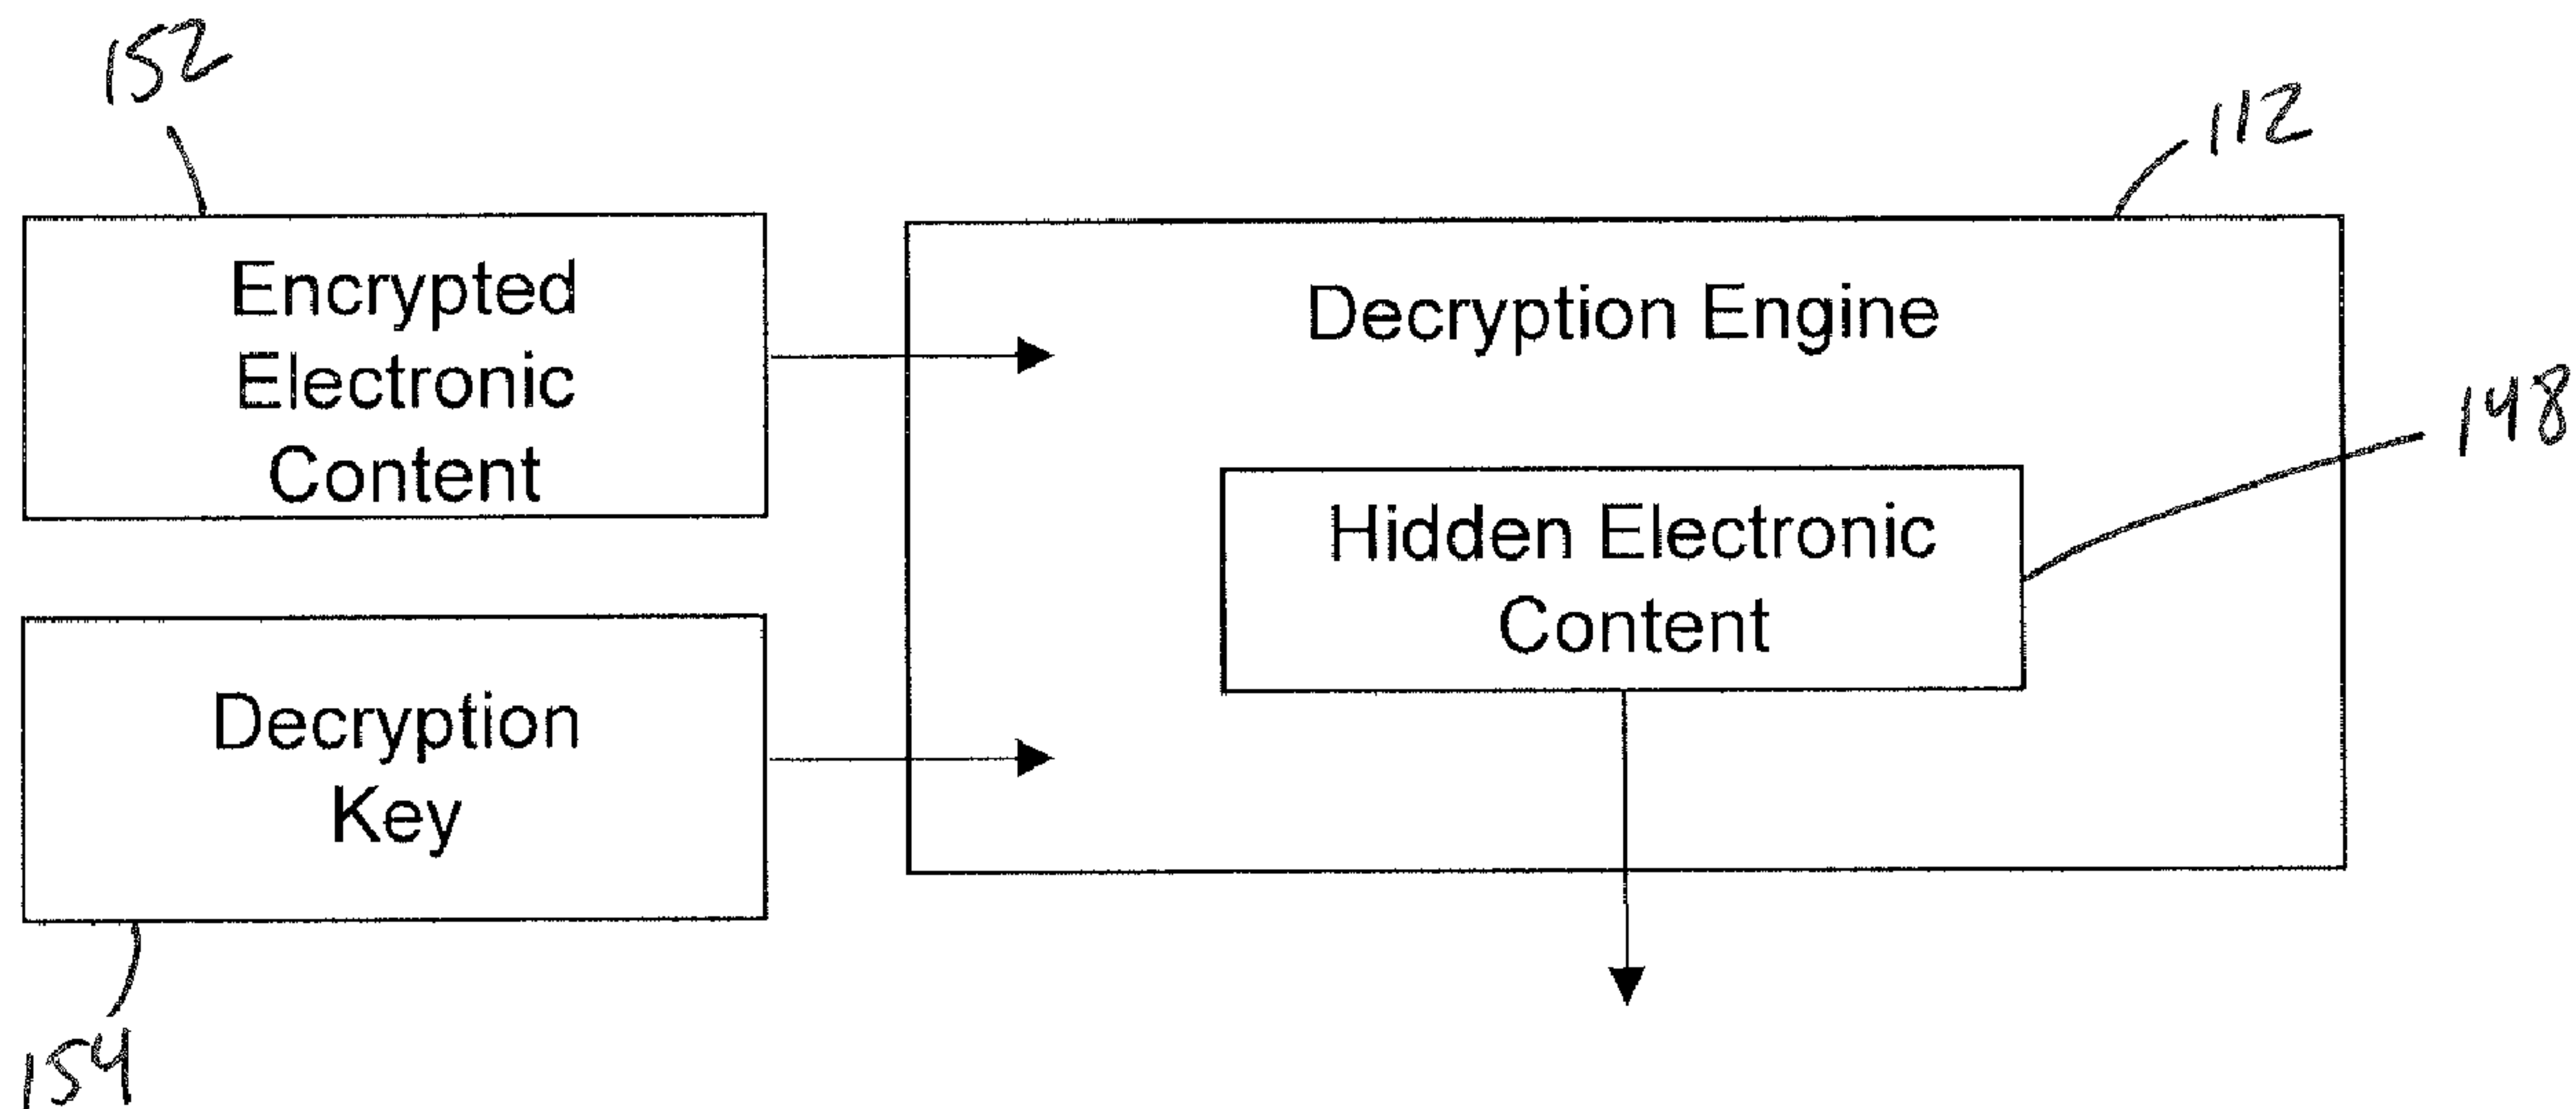 152
112
Encrypted
Electronic
Content
Decryption Engine
148
Hidden Electronic
Content
Decryption
Key
154